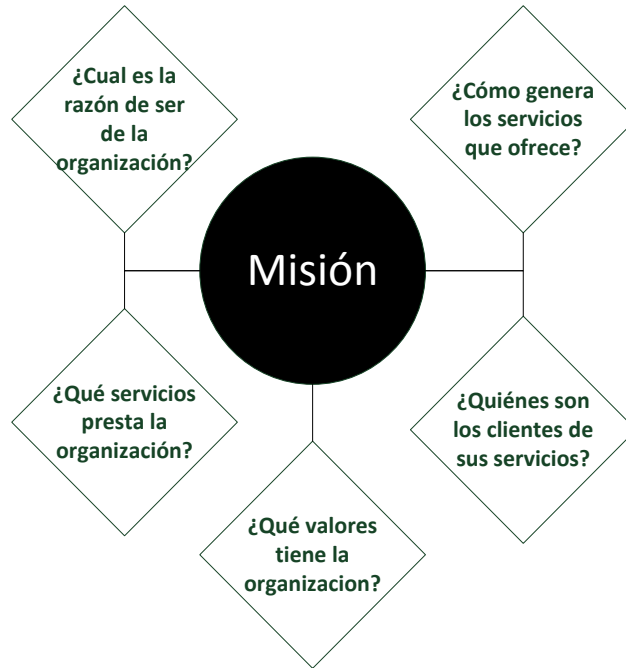 ¿Cual es la
razón de ser
de la
organización?
¿Cómo genera
los servicios
que ofrece?
Misión
¿Qué servicios
presta la
organización?
¿Quiénes son
los clientes de
sus servicios?
¿Qué valores
tiene la
organizacion?